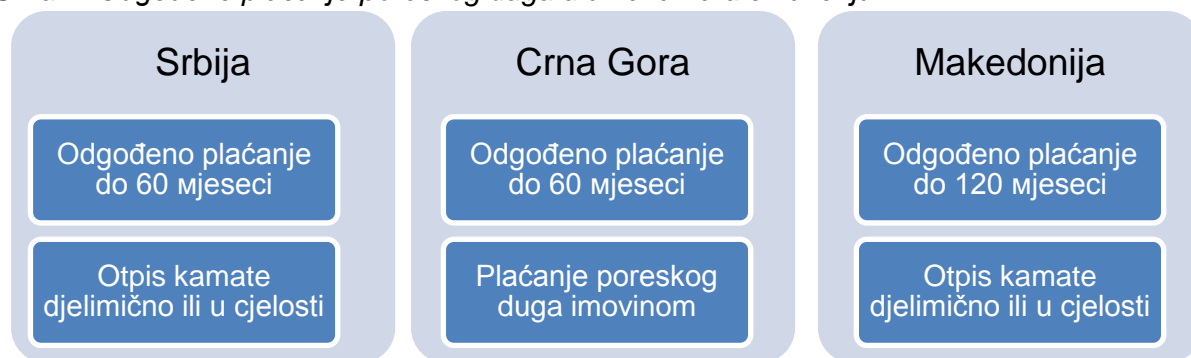 Srbija
Odgođeno plaćanje
do 60 мjeseci
Otpis kamate
djelimično ili u cjelosti
Crna Gora
Odgođeno plaćanje
do 60 мjeseci
Plaćanje poreskog
duga imovinom
Makedonija
Odgođeno plaćanje
do 120 мjeseci
Otpis kamate
djelimično ili u cjelosti